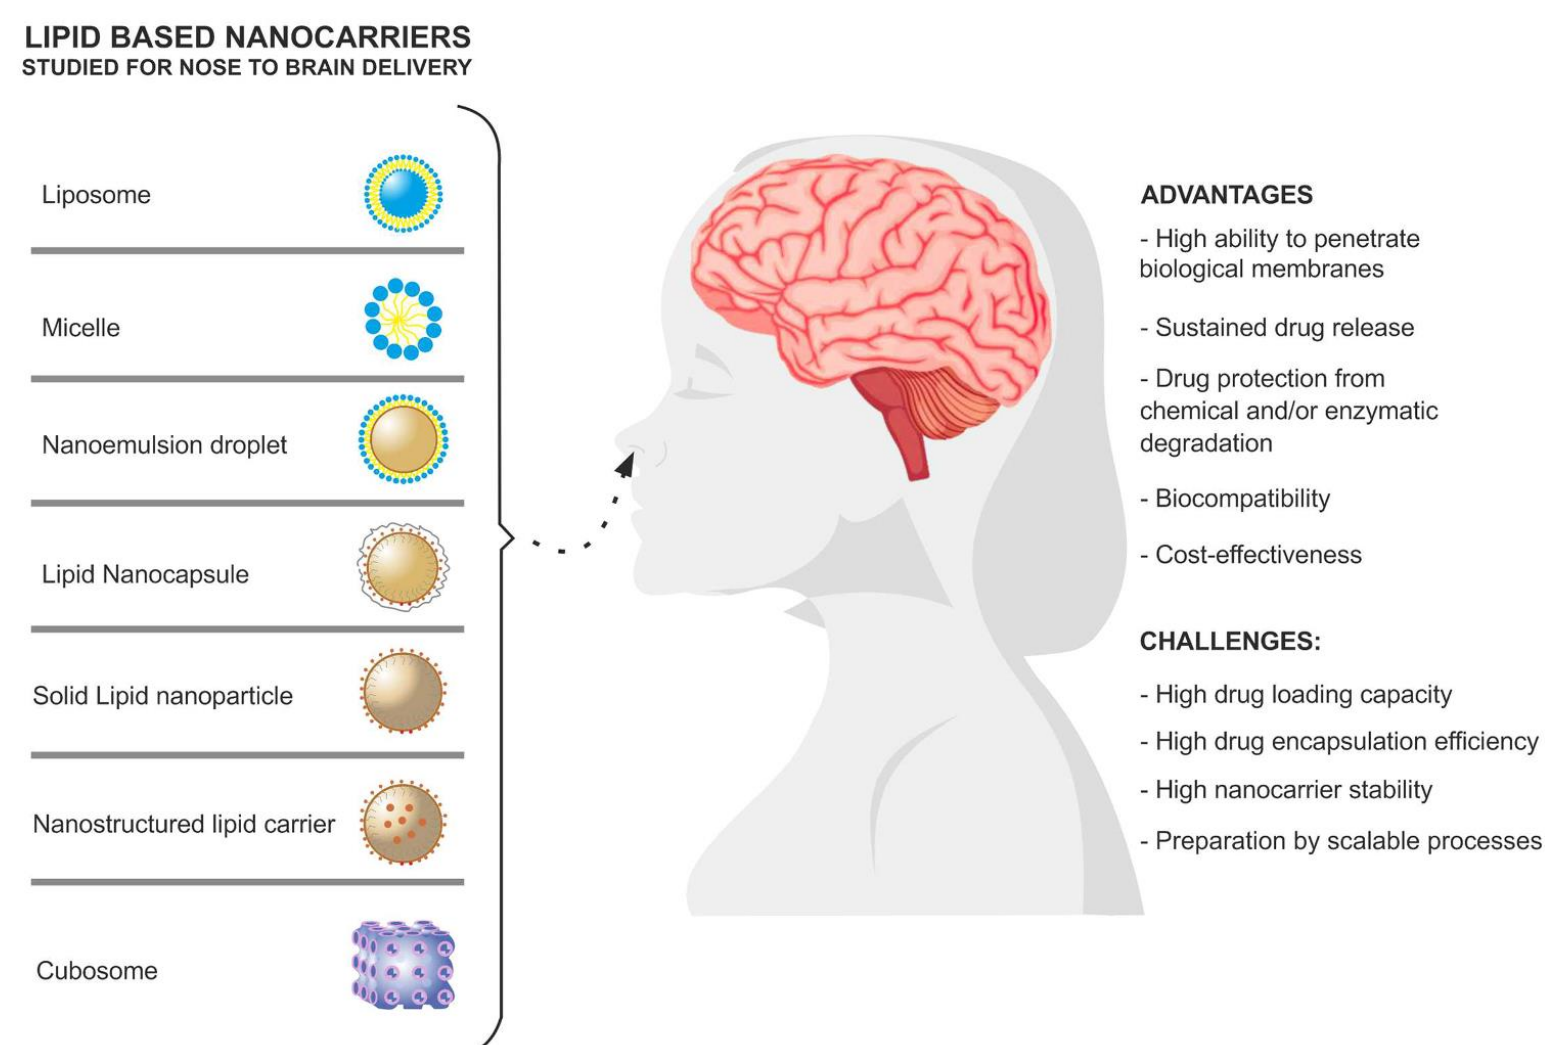 LIPID BASED NANOCARRIERS
STUDIED FOR NOSE TO BRAIN DELIVERY
Liposome
Micelle
Nanoemulsion droplet
Lipid Nanocapsule
Solid Lipid nanoparticle
Nanostructured lipid carrier
Cubosome
ADVANTAGES
- High ability to penetrate
biological membranes
- Sustained drug release
- Drug protection from
chemical and/or enzymatic
degradation
- Biocompatibility
- Cost-effectiveness
CHALLENGES:
- High drug loading capacity
- High drug encapsulation efficiency
- High nanocarrier stability
- Preparation by scalable processes